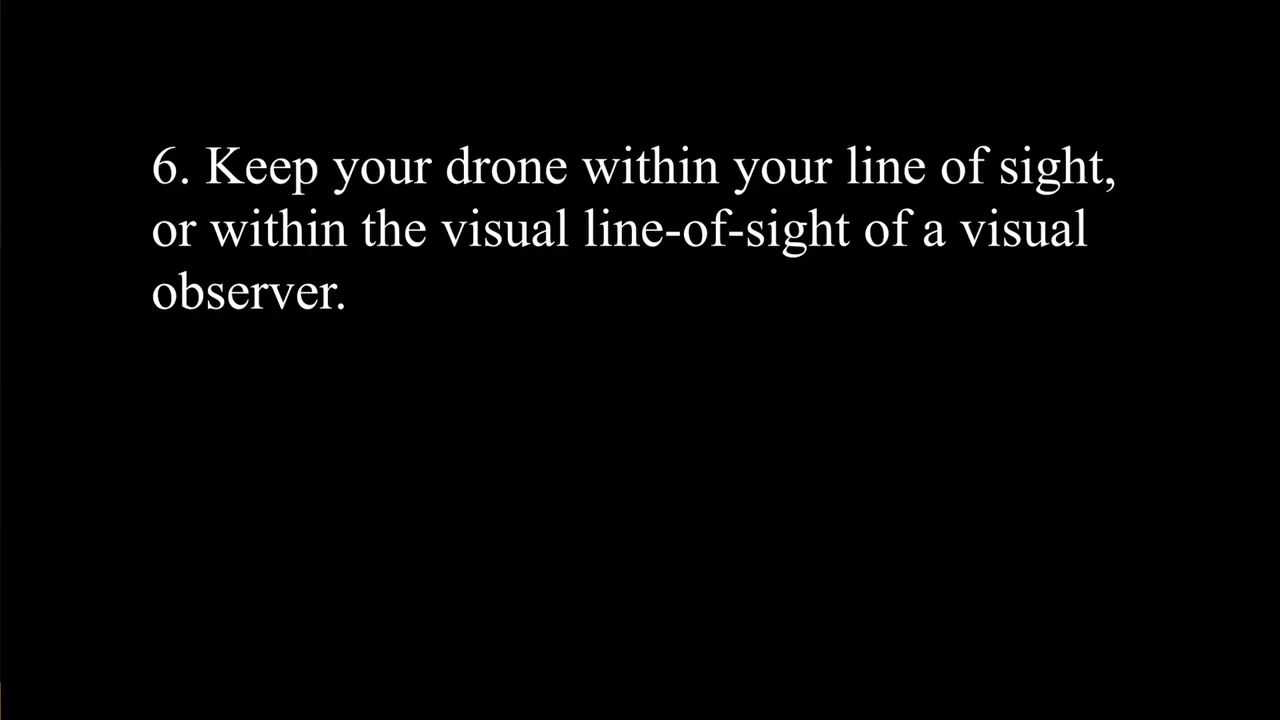 6. Keep your drone within your line of sight,
or within the visual line-of-sight of a visual
observer.